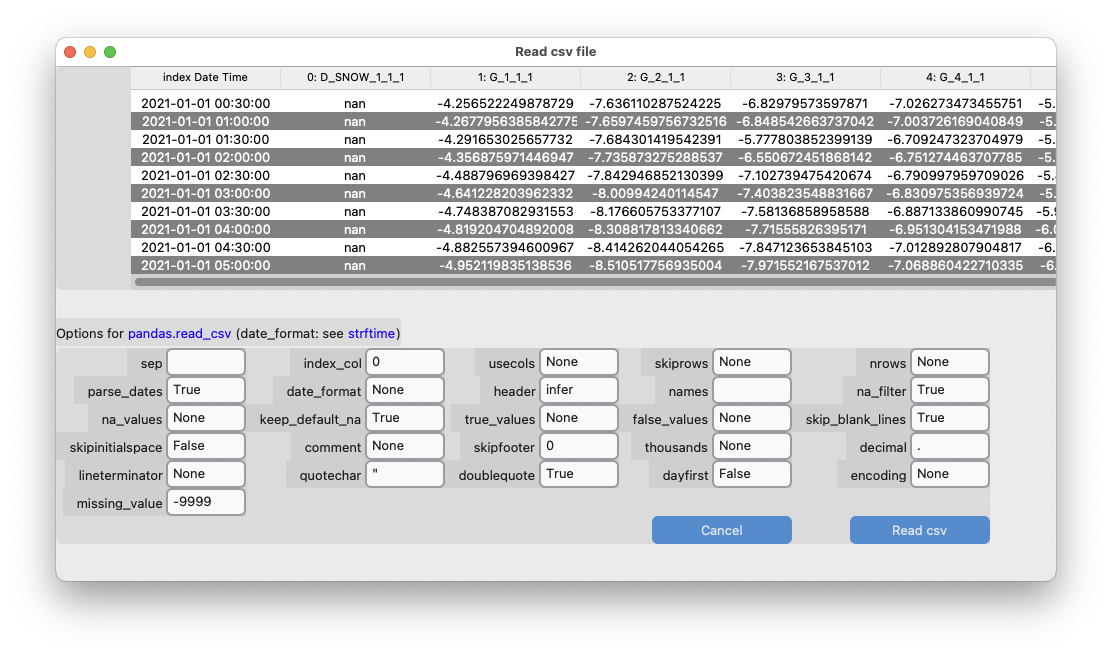 Read csv file
index Date Time 0: D_SNOW_1_1_1 1: G_1_1_1 2: G_2_1_1 3: G_3_1_1 4: G_4_1_1
2021-01-01 00:30:00 nan -4.256522249878729 -7.636110287524225 -6.82979573597871 -7.026273473455751 -5.
2021-01-01 01:00:00 nan -4.2677956385842775 -7.6597459756732516 -6.848542663737042 -7.003726169040849 -5.
2021-01-01 01:30:00 nan -4.291653025657732 -7.684301419542391 -5.777803852399139 -6.709247323704979 -5.
2021-01-01 02:00:00 nan -4.356875971446947 -7.735873275288537 -6.550672451868142 -6.751274463707785 -5.
2021-01-01 02:30:00 nan -4.488796969398427 -7.842946852130399 -7.102739475420674 -6.790997959709026 -5.
2021-01-01 03:00:00 nan -4.641228203962332 -8.00994240114547 -7.403823548831667 -6.830975356939724 -5.
2021-01-01 03:30:00 nan -4.748387082931553 -8.176605753377107 -7.58136858958588 -6.887133860990745 -5.
2021-01-01 04:00:00 nan -4.819204704892008 -8.308817813340662 -7.71555826395171 -6.951304153471988 -6.
2021-01-01 04:30:00 nan -4.882557394600967 -8.414262044054265 -7.847123653845103 -7.012892807904817 -6.
2021-01-01 05:00:00 nan -4.952119835138536 -8.510517756935004 -7.971552167537012 -7.068860422710335 -6.
Options for pandas.read_csv (date_format: see strftime)
sep index_col 0 usecols None skiprows None nrows None
parse_dates True date_format None header infer names na_filter True
na_values None keep_default_na True true_values None false_values None skip_blank_lines True
skipinitialspace False comment None skipfooter 0 thousands None decimal .
lineterminator None quotechar " doublequote True dayfirst False encoding None
missing_value -9999
Cancel Read csv